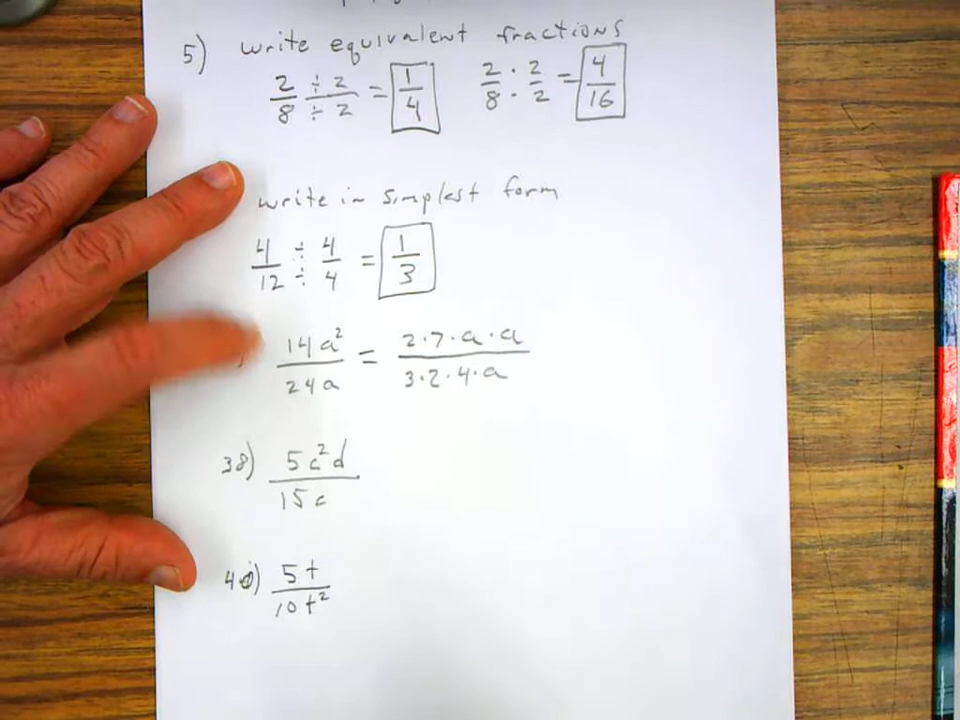 5) write equivalent fractions
2/8 ÷2/÷2 = 1/4 2/8 · 2/2 = 4/16
write in simplest form
4/12 ÷ 4/4 = 1/3
) 14a²/24a = 2·7·a·a/3·2·4·a
38) 5c²d/15c
40) 5t/10t²